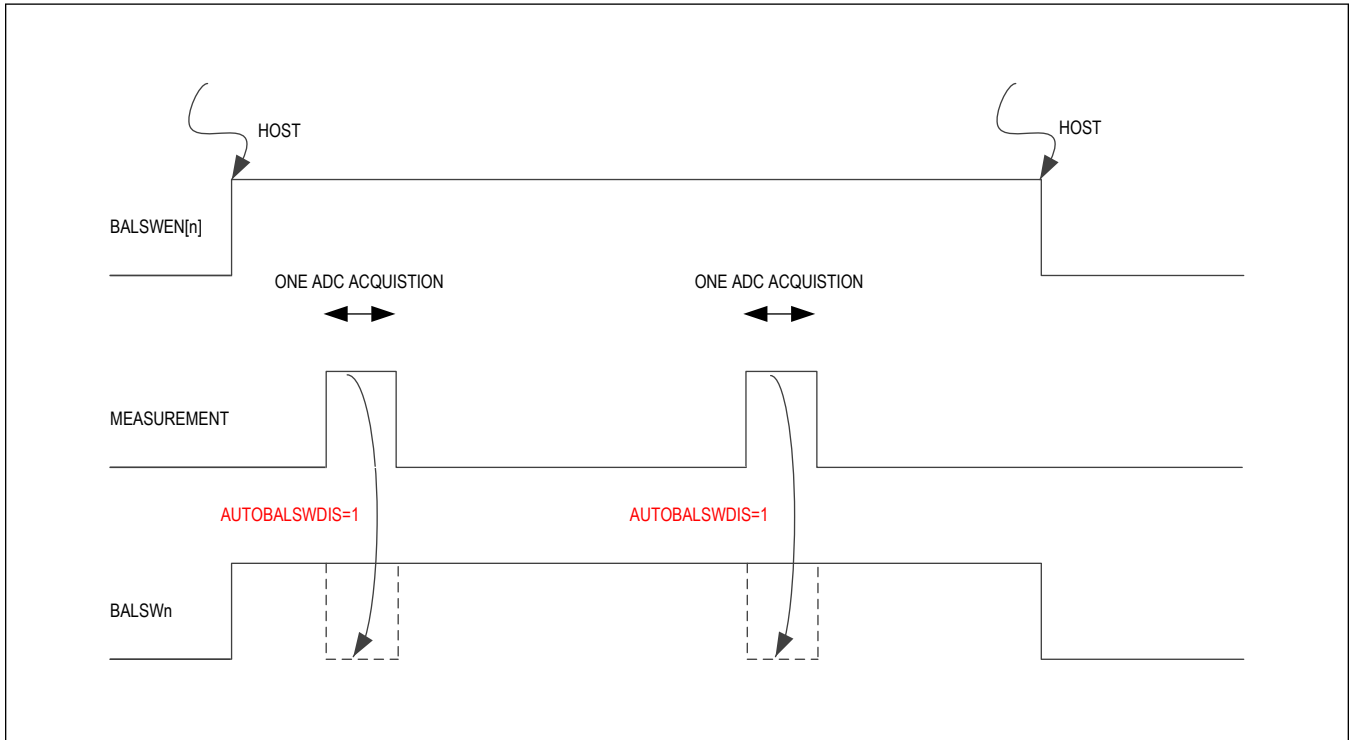 HOST
HOST
BALSWEN[n]
ONE ADC ACQUISTION
ONE ADC ACQUISTION
MEASUREMENT
AUTOBALSWDIS=1
AUTOBALSWDIS=1
BALSWn